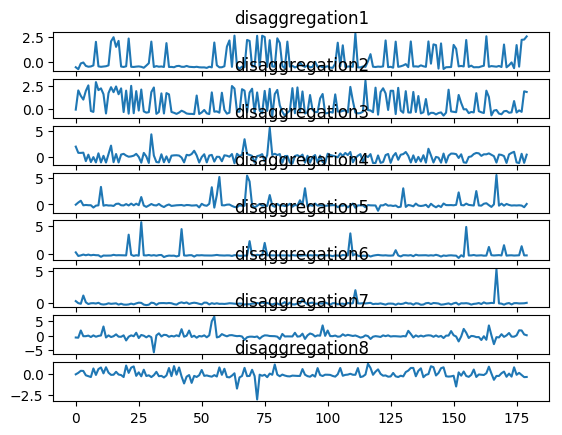 disaggregation1
2.5
0.0
disaggregation2
2.5
0.0
disaggregation3
5
0
disaggregation4
5
0
disaggregation5
5
0
disaggregation6
5
0
disaggregation7
5
0
−5
disaggregation8
0.0
−2.5
0 25 50 75 100 125 150 175